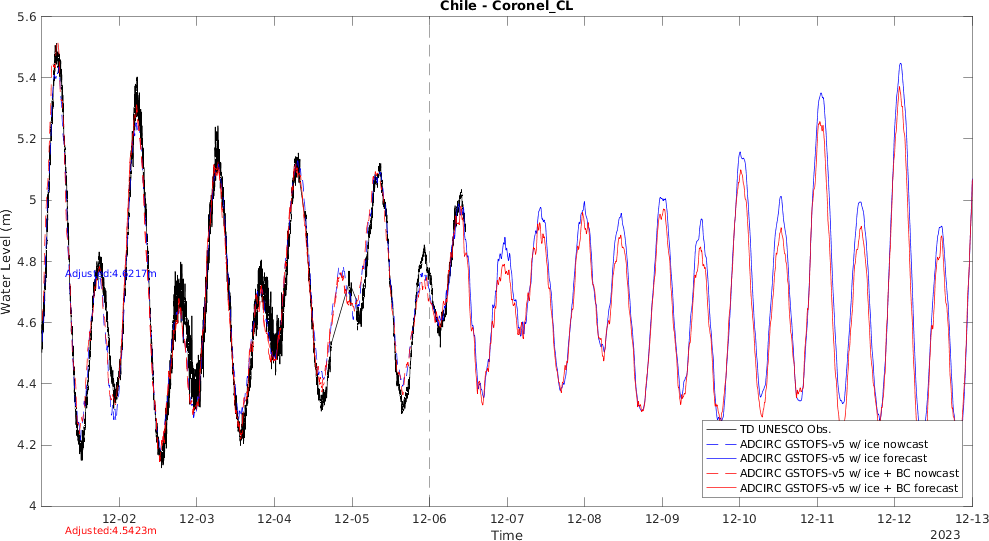 Chile - Coronel_CL
Water Level (m)
5.6
5.4
5.2
5
4.8
4.6
4.4
4.2
4
Adjusted:4.6217m
Adjusted:4.5423m
TD UNESCO Obs.
ADCIRC GSTOFS-v5 w/ ice nowcast
ADCIRC GSTOFS-v5 w/ ice forecast
ADCIRC GSTOFS-v5 w/ ice + BC nowcast
ADCIRC GSTOFS-v5 w/ ice + BC forecast
12-02 12-03 12-04 12-05 12-06 12-07 12-08 12-09 12-10 12-11 12-12 12-13
Time
2023